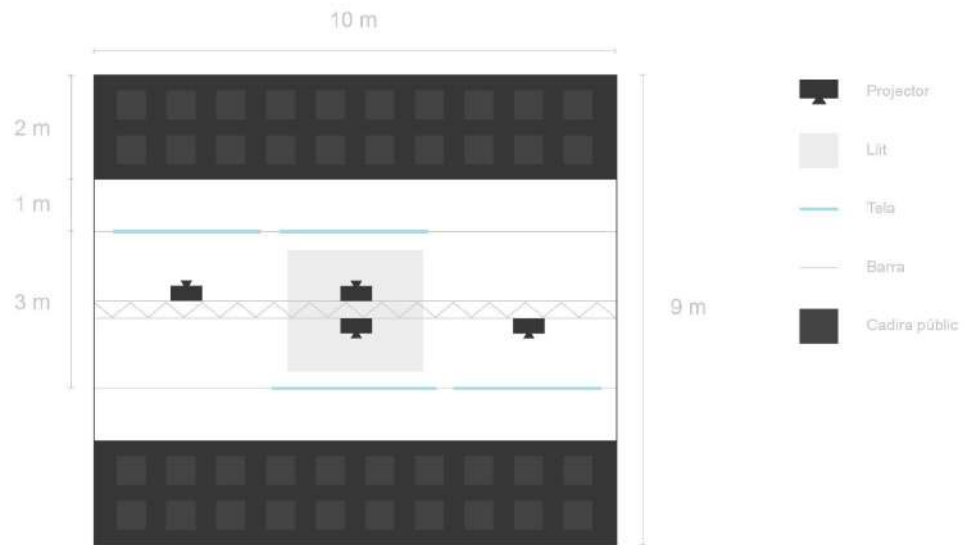 10 m
2 m
1 m
3 m
9 m
Projector
Llit
Tela
Barra
Cadira públic